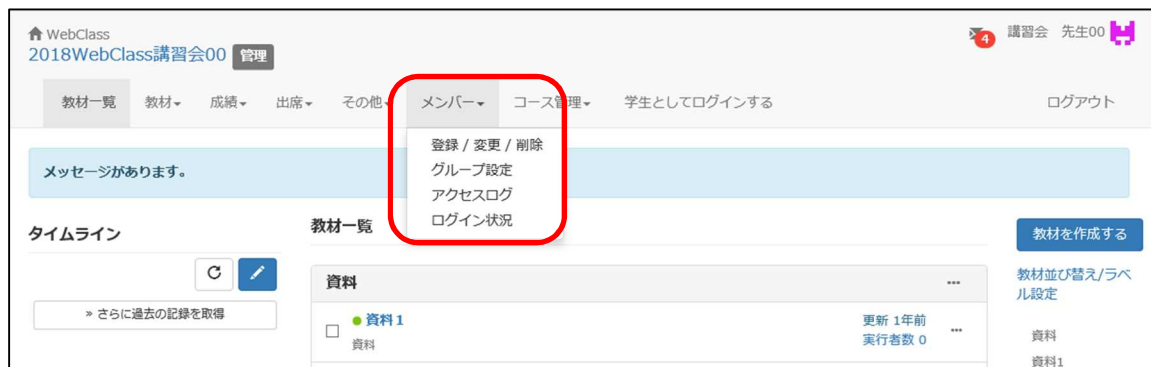 WebClass
4 講習会 先生00
2018WebClass講習会00 管理
教材一覧 教材 成績 出席 その他 メンバー コース管理 学生としてログインする ログアウト
登録 / 変更 / 削除
グループ設定
アクセスログ
ログイン状況
メッセージがあります。
タイムライン
» さらに過去の記録を取得
教材一覧
資料 ...
資料1
資料
更新 1年前
実行者数 0 ...
教材を作成する
教材並び替え/ラベ
ル設定
資料
資料1